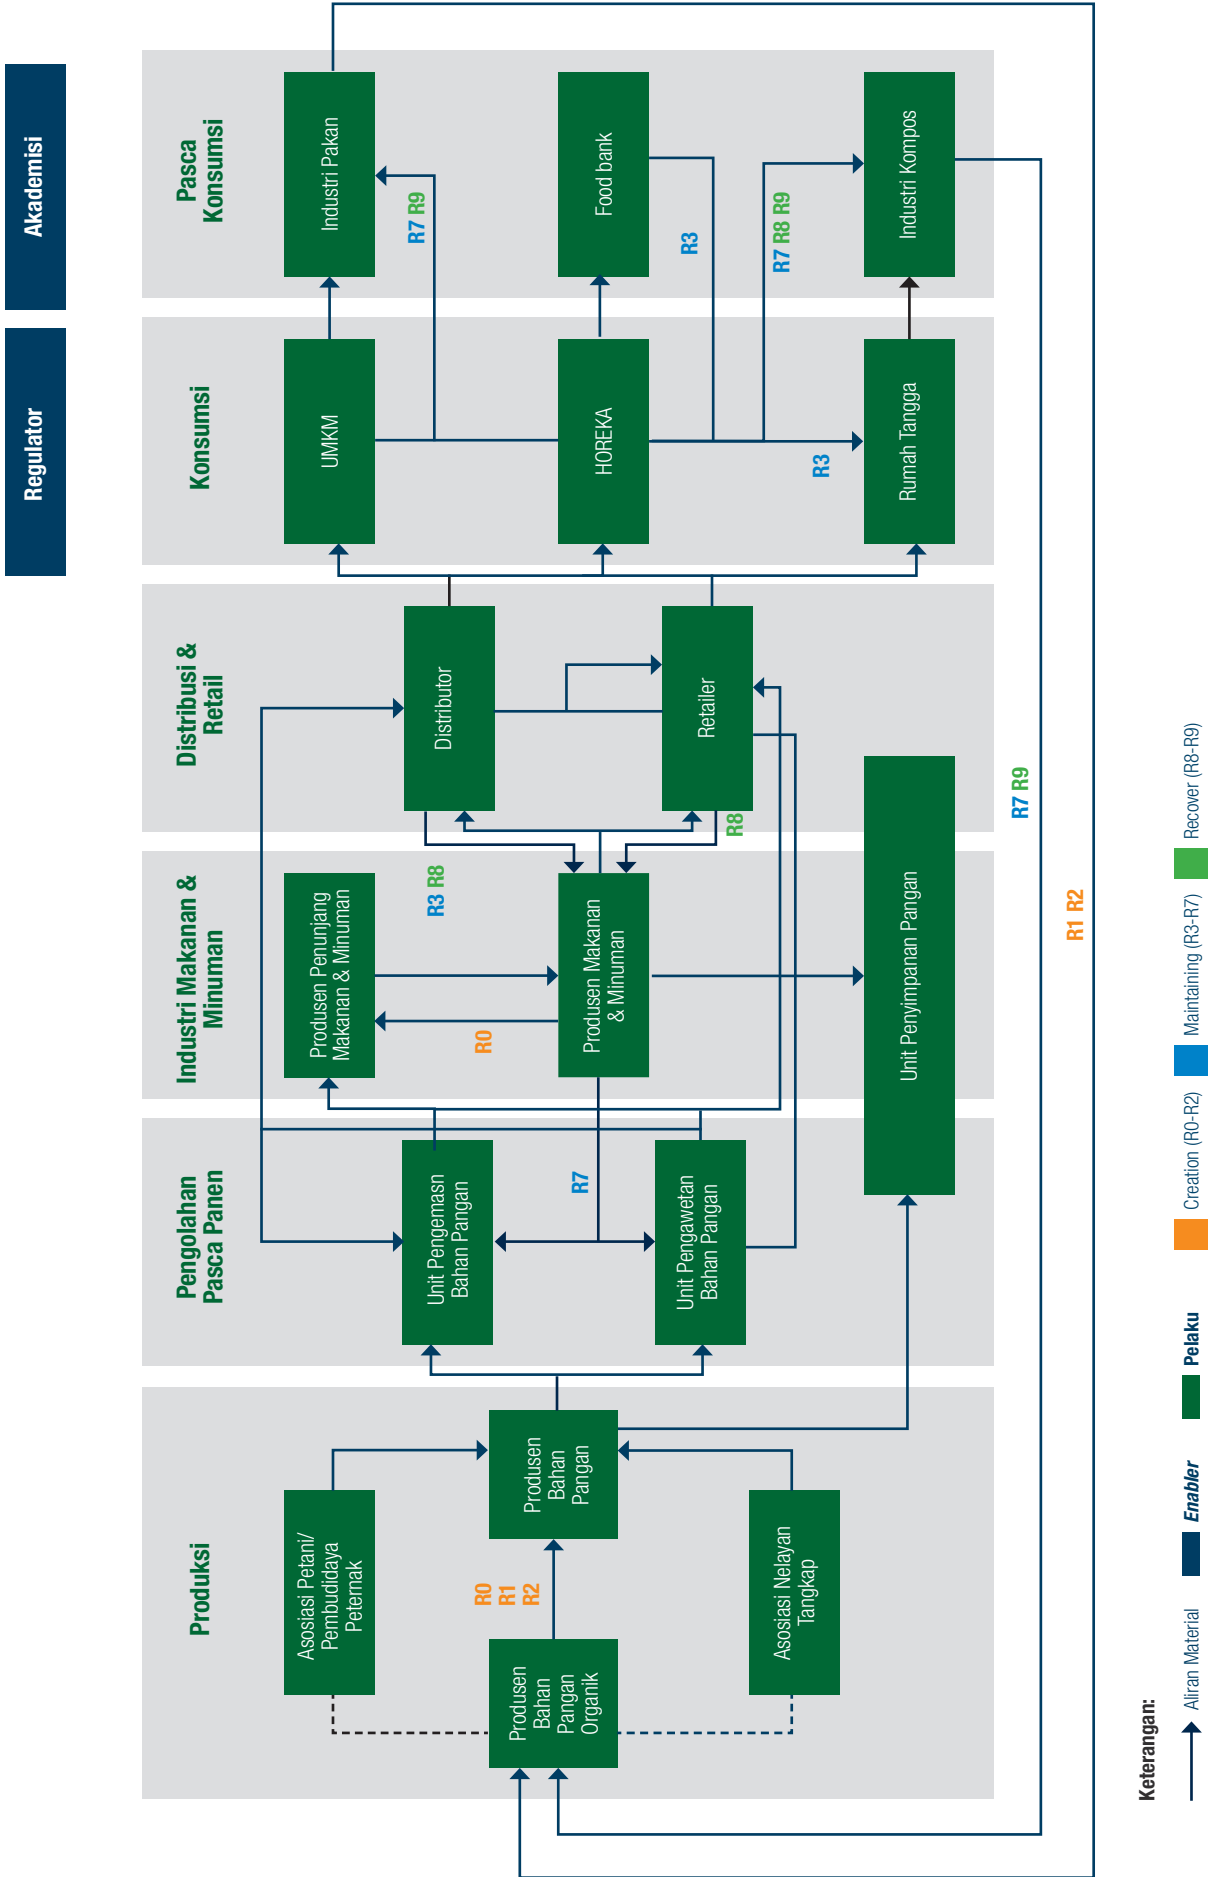 Regulator
Akademisi
Produksi
Pengolahan
Pasca Panen
Industri Makanan &
Minuman
Distribusi &
Retail
Konsumsi
Pasca
Konsumsi
Asosiasi Petani/
Pembudidaya
Peternak
Produsen
Bahan
Pangan
Organik
R0
R1
R2
Produsen
Bahan
Pangan
Asosiasi Nelayan
Tangkap
Unit Pengemasn
Bahan Pangan
Unit Pengawetan
Bahan Pangan
R7
Produsen Penunjang
Makanan & Minuman
R0
Produsen Makanan
& Minuman
R3 R8
R8
Unit Penyimpanan Pangan
Distributor
Retailer
UMKM
HOREKA
Rumah Tangga
R3
Industri Pakan
R7 R9
Food bank
R3
R7 R8 R9
Industri Kompos
R7 R9
R1 R2
Keterangan:
Aliran Material
Enabler
Pelaku
Creation (R0-R2)
Maintaining (R3-R7)
Recover (R8-R9)